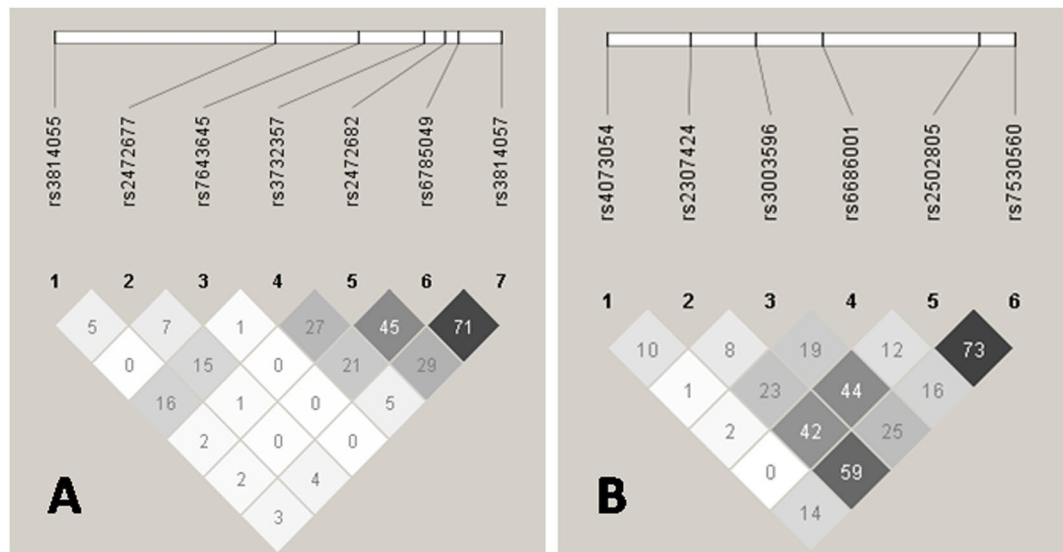 rs3814055
rs2472677
rs7643645
rs3732357
rs2472682
rs6785049
rs3814057
1 2 3 4 5 6 7
5 7 1 27 45 71
0 15 0 21 29
16 1 0 5
2 0 0
2 4
3
A
rs4073054
rs2307424
rs3003596
rs6686001
rs2502805
rs7530560
1 2 3 4 5 6
10 8 19 12 73
1 23 44 16
2 42 25
0 59
14
B